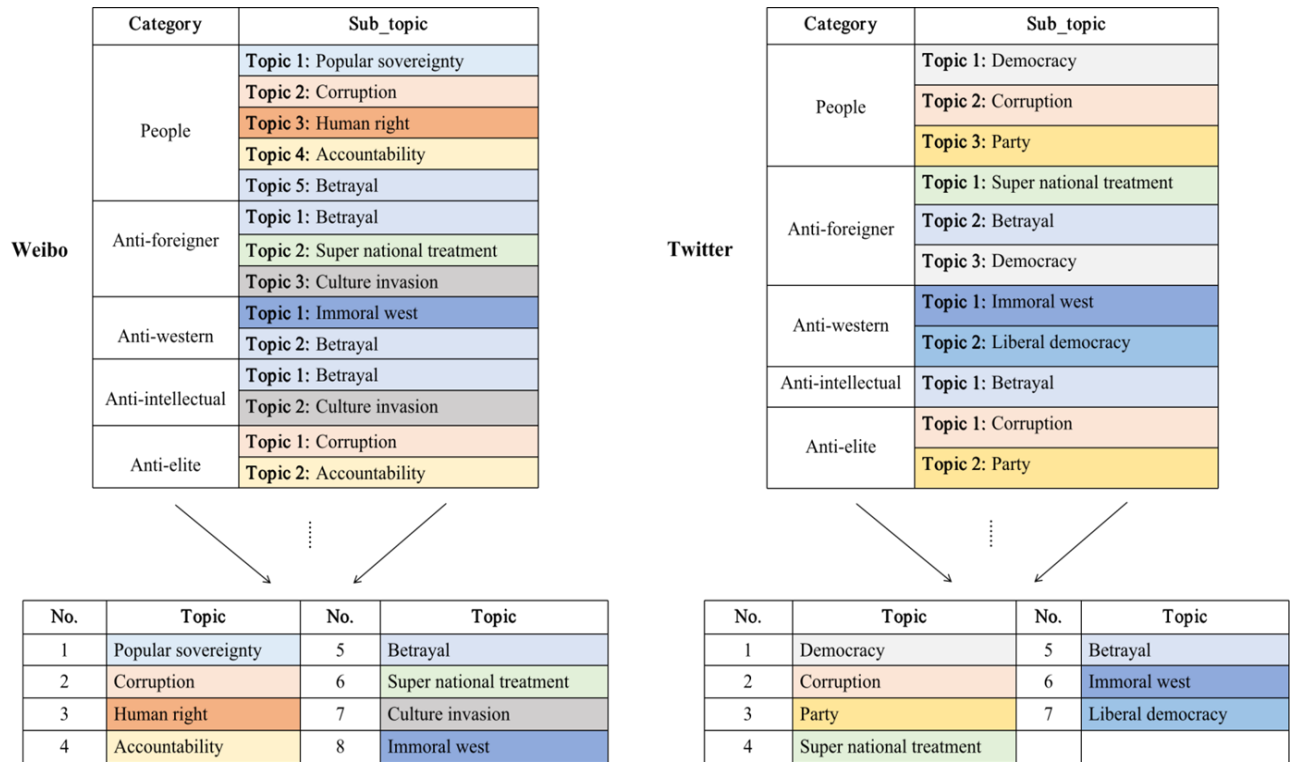 Category Sub_topic
People
Topic 1: Popular sovereignty
Topic 2: Corruption
Topic 3: Human right
Topic 4: Accountability
Topic 5: Betrayal
Anti-foreigner
Topic 1: Betrayal
Topic 2: Super national treatment
Topic 3: Culture invasion
Anti-western
Topic 1: Immoral west
Topic 2: Betrayal
Anti-intellectual
Topic 1: Betrayal
Topic 2: Culture invasion
Anti-elite
Topic 1: Corruption
Topic 2: Accountability
Weibo
No. Topic No. Topic
1 Popular sovereignty 5 Betrayal
2 Corruption 6 Super national treatment
3 Human right 7 Culture invasion
4 Accountability 8 Immoral west
Category Sub_topic
People
Topic 1: Democracy
Topic 2: Corruption
Topic 3: Party
Anti-foreigner
Topic 1: Super national treatment
Topic 2: Betrayal
Topic 3: Democracy
Anti-western
Topic 1: Immoral west
Topic 2: Liberal democracy
Anti-intellectual
Topic 1: Betrayal
Anti-elite
Topic 1: Corruption
Topic 2: Party
Twitter
No. Topic No. Topic
1 Democracy 5 Betrayal
2 Corruption 6 Immoral west
3 Party 7 Liberal democracy
4 Super national treatment